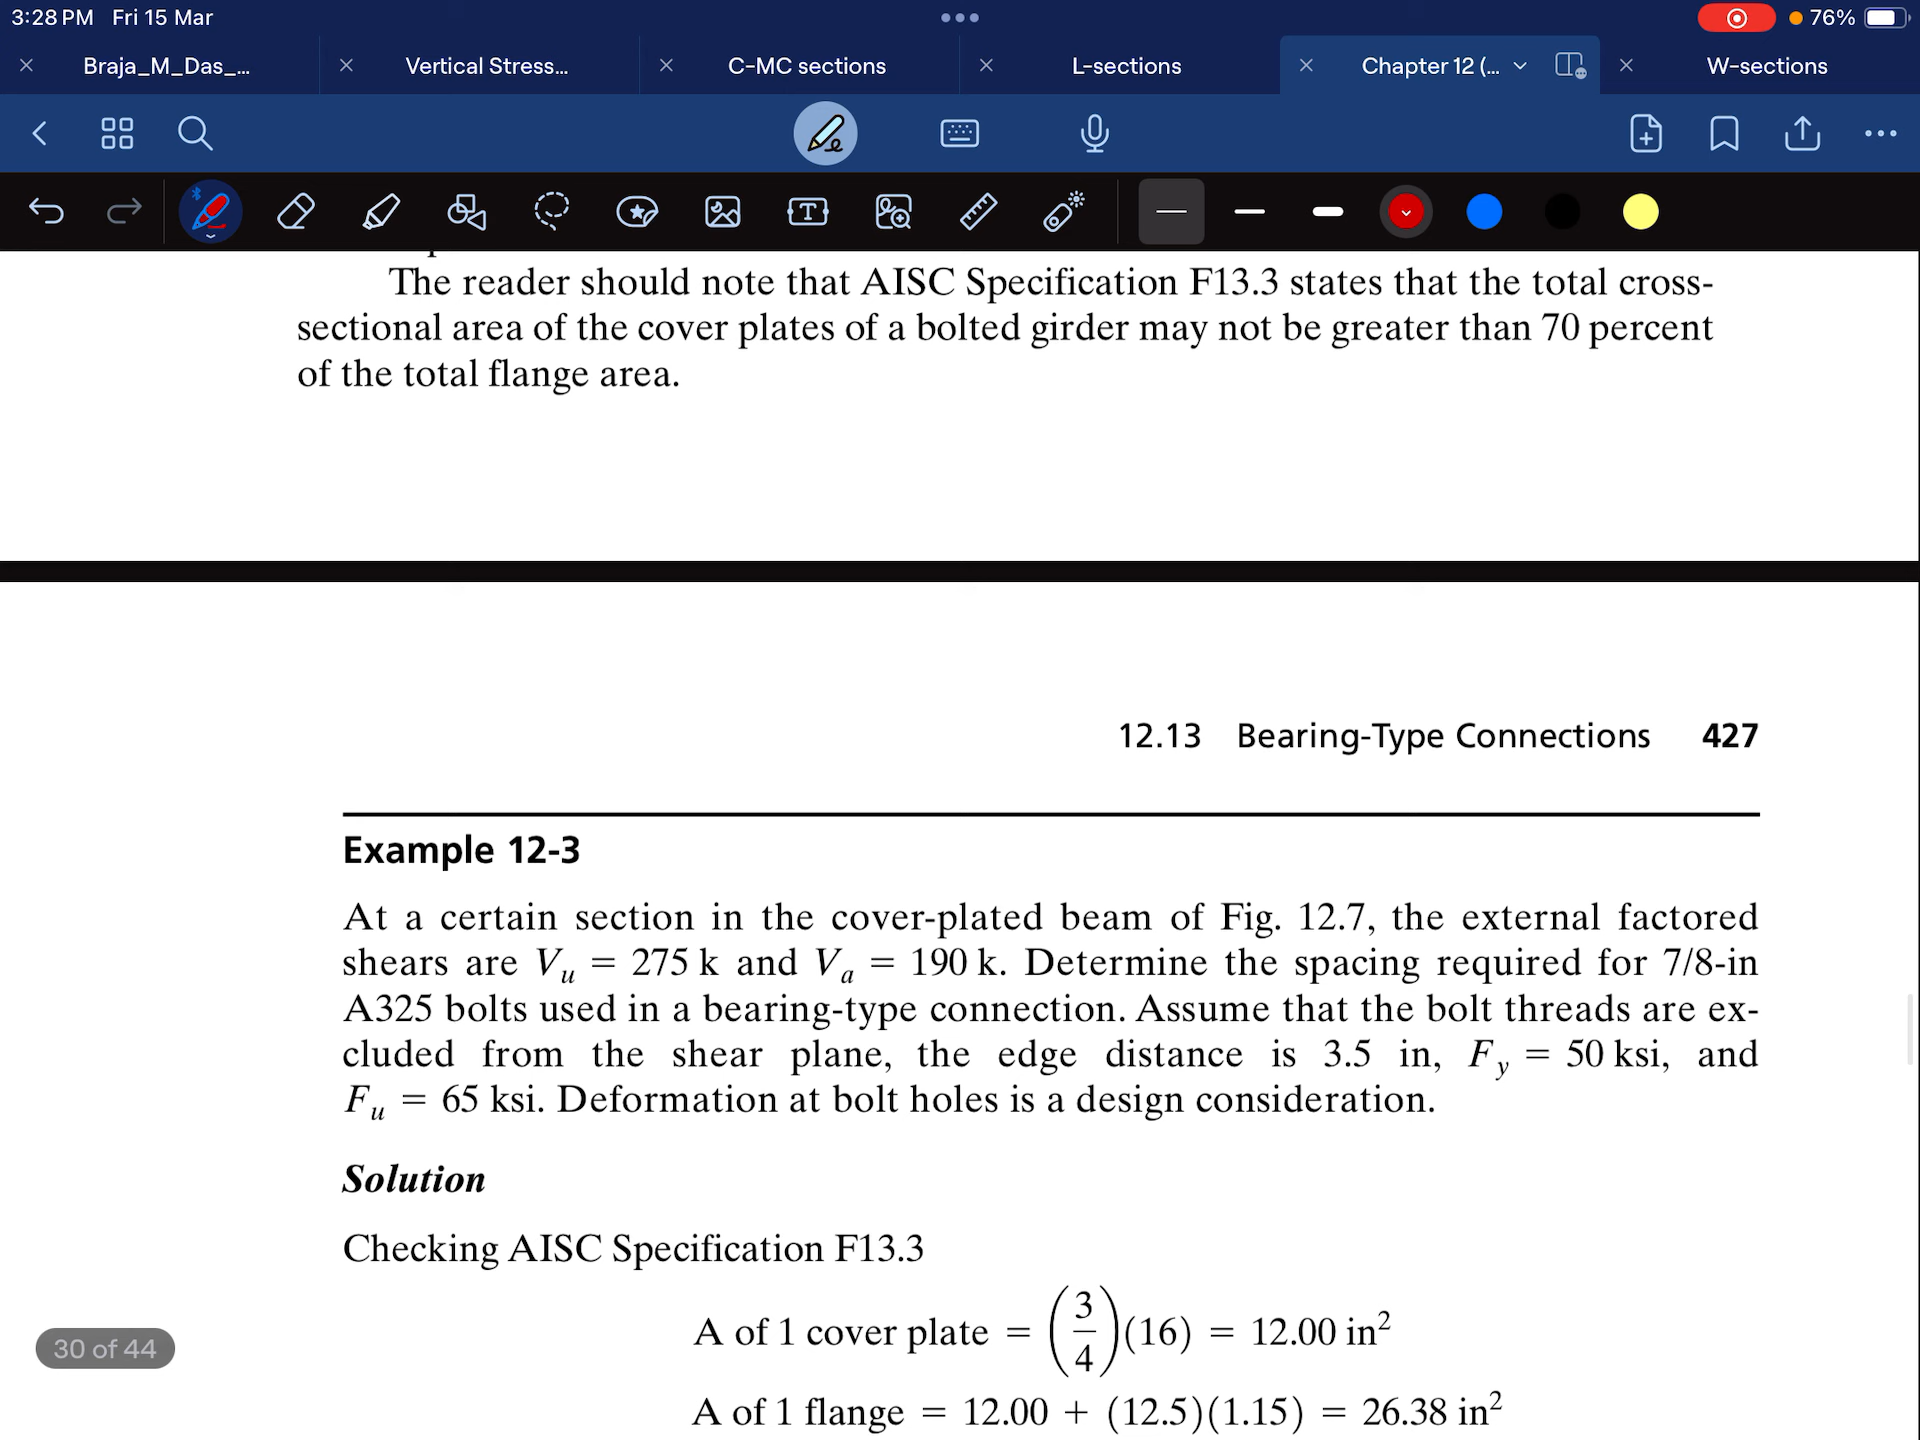 3:28 PM Fri 15 Mar
76%
Braja_M_Das_...
Vertical Stress...
C-MC sections
L-sections
Chapter 12 (...
W-sections
The reader should note that AISC Specification F13.3 states that the total cross-
sectional area of the cover plates of a bolted girder may not be greater than 70 percent
of the total flange area.
12.13 Bearing-Type Connections 427
Example 12-3
At a certain section in the cover-plated beam of Fig. 12.7, the external factored
shears are Vu = 275 k and Va = 190 k. Determine the spacing required for 7/8-in
A325 bolts used in a bearing-type connection. Assume that the bolt threads are ex-
cluded from the shear plane, the edge distance is 3.5 in, Fy = 50 ksi, and
Fu = 65 ksi. Deformation at bolt holes is a design consideration.
Solution
Checking AISC Specification F13.3
A of 1 cover plate = (3/4)(16) = 12.00 in²
A of 1 flange = 12.00 + (12.5)(1.15) = 26.38 in²
30 of 44